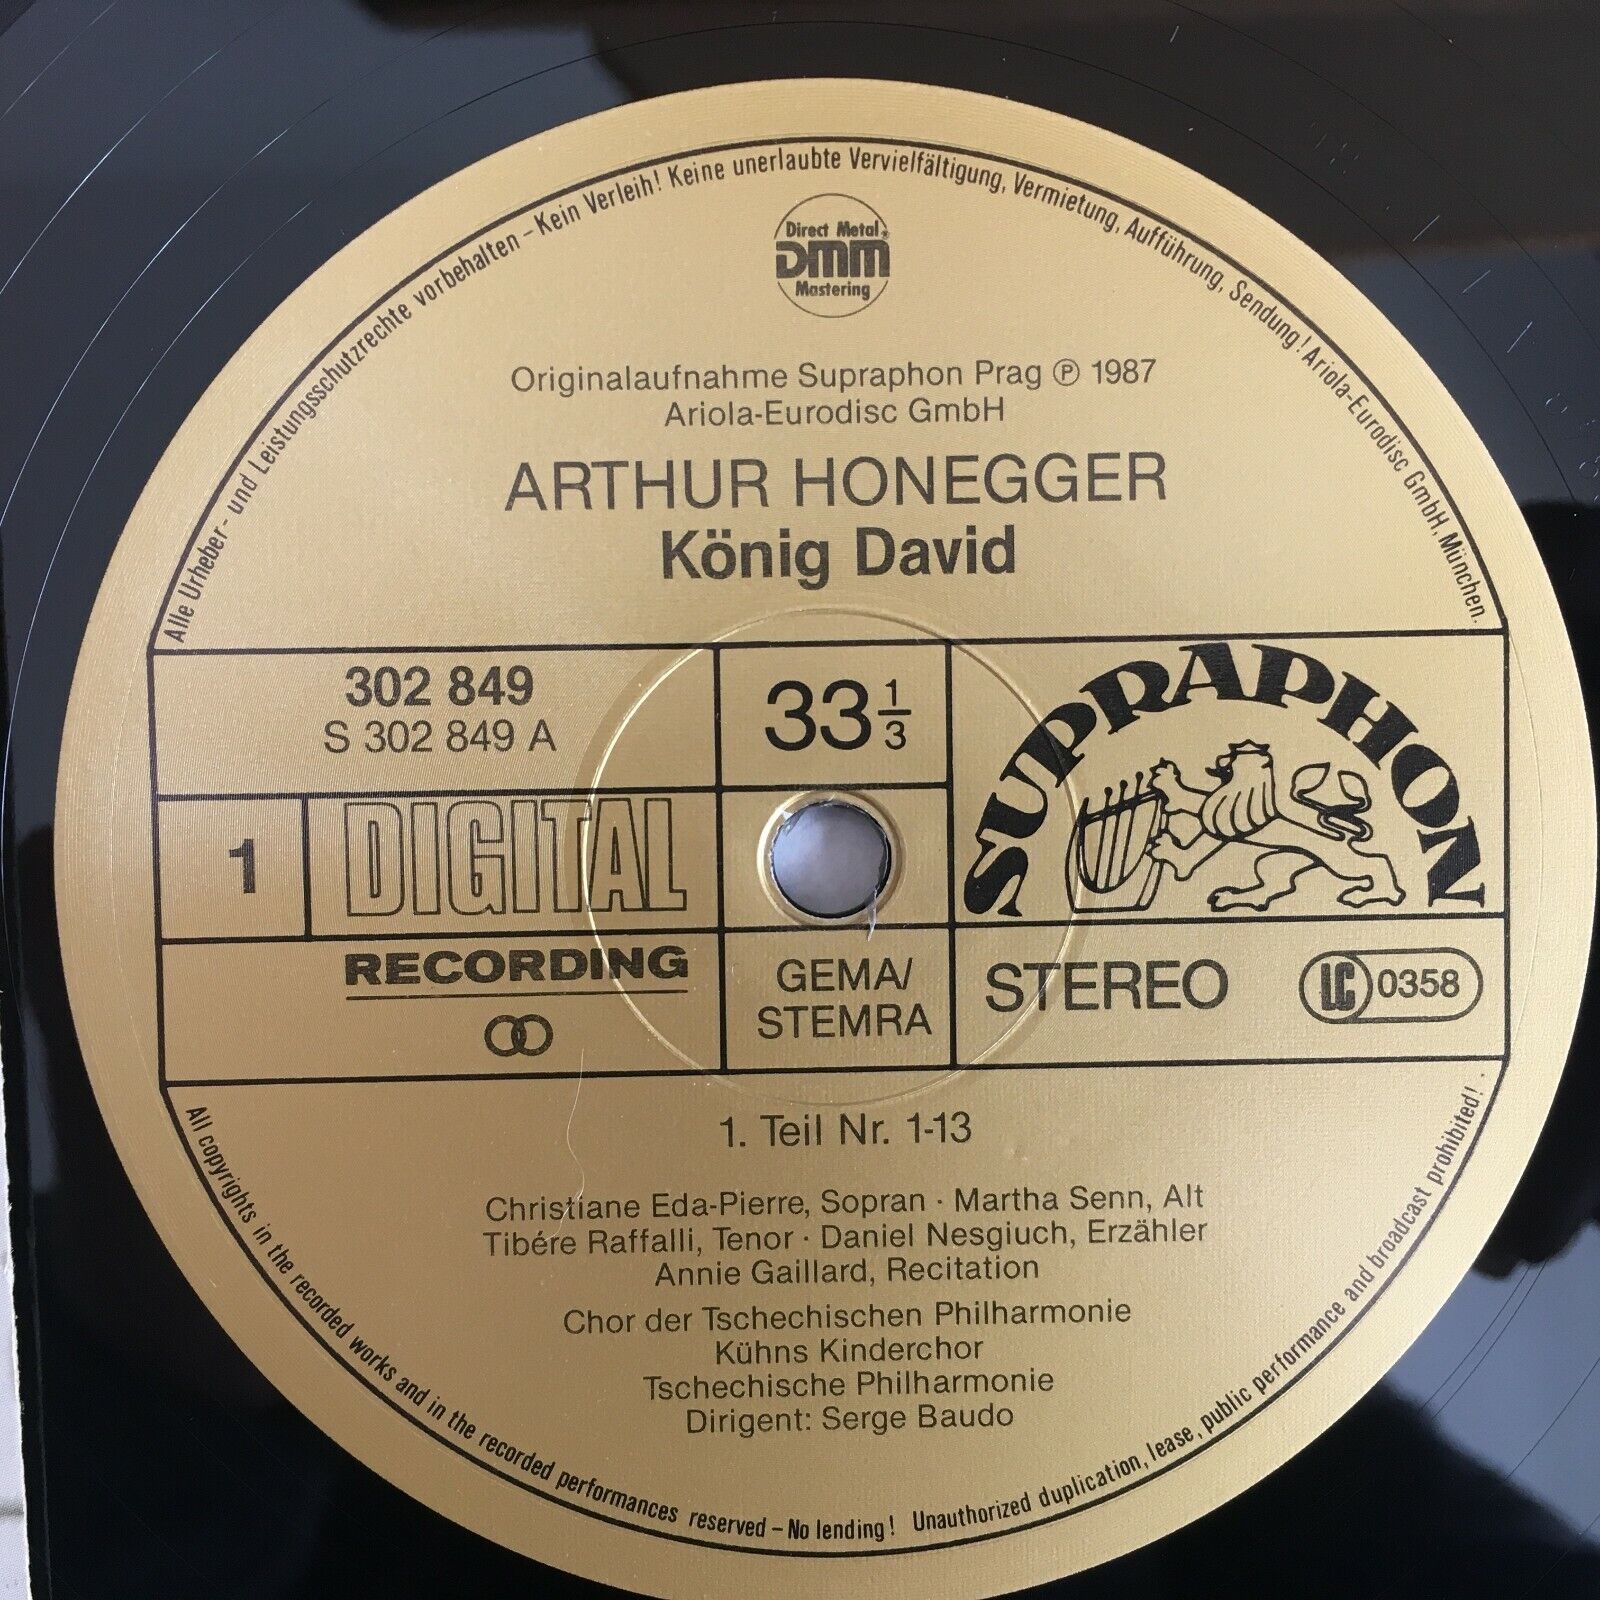 Alle Urheber- und Leistungsschutzrechte vorbehalten – Kein Verleih! Keine unerlaubte Vervielfältigung, Vermietung, Aufführung, Sendung! Ariola-Eurodisc GmbH, München.
Direct Metal
DMM
Mastering
Originalaufnahme Supraphon Prag ℗ 1987
Ariola-Eurodisc GmbH
ARTHUR HONEGGER
König David
302 849
S 302 849 A
33 1/3
SUPRAPHON
1
DIGITAL
RECORDING
GEMA/
STEMRA
STEREO
LC 0358
1. Teil Nr. 1-13
Christiane Eda-Pierre, Sopran · Martha Senn, Alt
Tibére Raffalli, Tenor · Daniel Nesgiuch, Erzähler
Annie Gaillard, Recitation
Chor der Tschechischen Philharmonie
Kühns Kinderchor
Tschechische Philharmonie
Dirigent: Serge Baudo
All copyrights in the recorded works and in the recorded performances reserved – No lending! Unauthorized duplication, lease, public performance and broadcast prohibited!